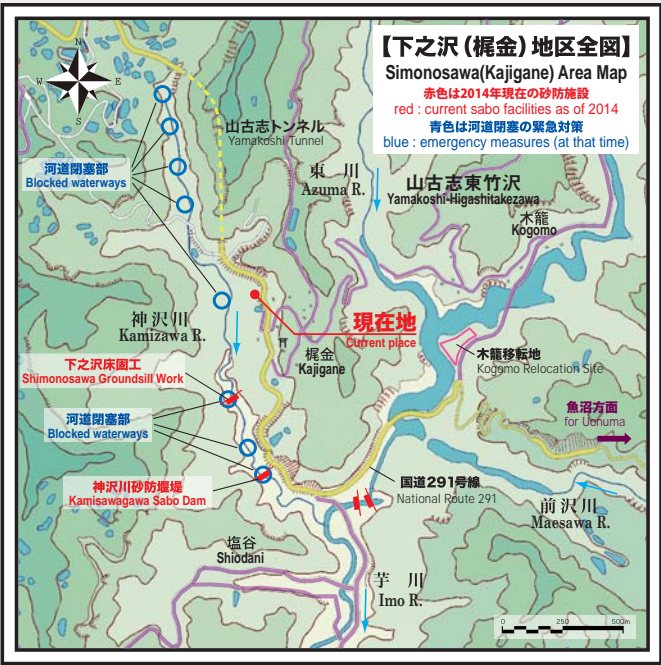 【下之沢(梶金)地区全図】
Simonosawa(Kajigane) Area Map
赤色は2014年現在の砂防施設
red : current sabo facilities as of 2014
青色は河道閉塞の緊急対策
blue : emergency measures (at that time)
N
W
E
S
山古志トンネル
Yamakoshi Tunnel
東 川
Azuma R.
山古志東竹沢
Yamakoshi-Higashitakezawa
木籠
Kogomo
河道閉塞部
Blocked waterways
神沢川
Kamizawa R.
現在地
Current place
梶金
Kajigane
木籠移転地
Kogomo Relocation Site
下之沢床固工
Shimonosawa Groundsill Work
魚沼方面
for Uonuma
河道閉塞部
Blocked waterways
神沢川砂防堰堤
Kamisawagawa Sabo Dam
国道291号線
National Route 291
前沢川
Maesawa R.
塩谷
Shiodani
芋 川
Imo R.
0 250 500m